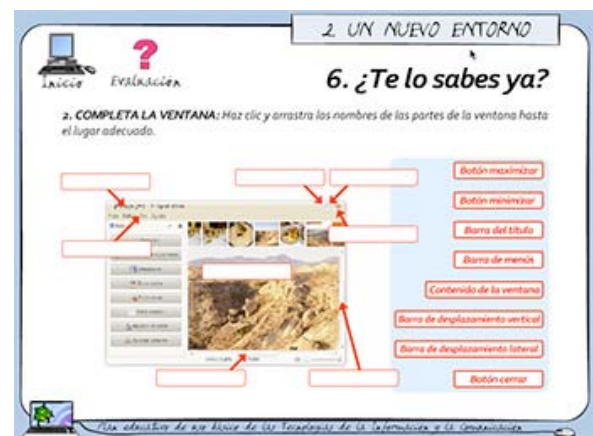 2 UN NUEVO ENTORNO
Inicio
Evaluación
6. ¿Te lo sabes ya?
2. COMPLETA LA VENTANA: Haz clic y arrastra los nombres de las partes de la ventana hasta
el lugar adecuado.
Botón maximizar
Botón minimizar
Barra del título
Barra de menús
Contenido de la ventana
Barra de desplazamiento vertical
Barra de desplazamiento lateral
Botón cerrar
Plan educativo de uso básico de las Tecnologías de la Información y la Comunicación